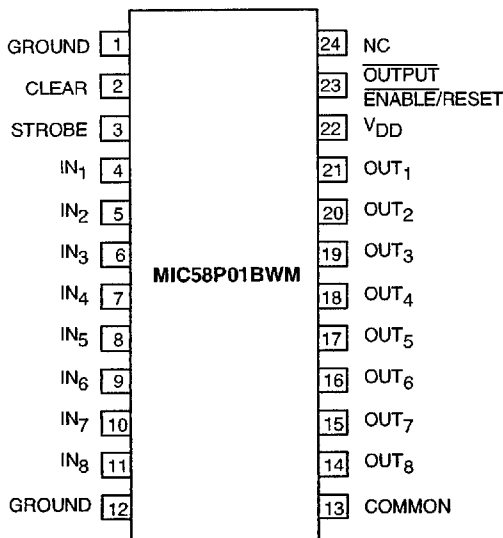 GROUND 1
CLEAR 2
STROBE 3
IN1 4
IN2 5
IN3 6
IN4 7
IN5 8
IN6 9
IN7 10
IN8 11
GROUND 12
MIC58P01BWM
24 NC
23 OUTPUT
ENABLE/RESET
22 VDD
21 OUT1
20 OUT2
19 OUT3
18 OUT4
17 OUT5
16 OUT6
15 OUT7
14 OUT8
13 COMMON